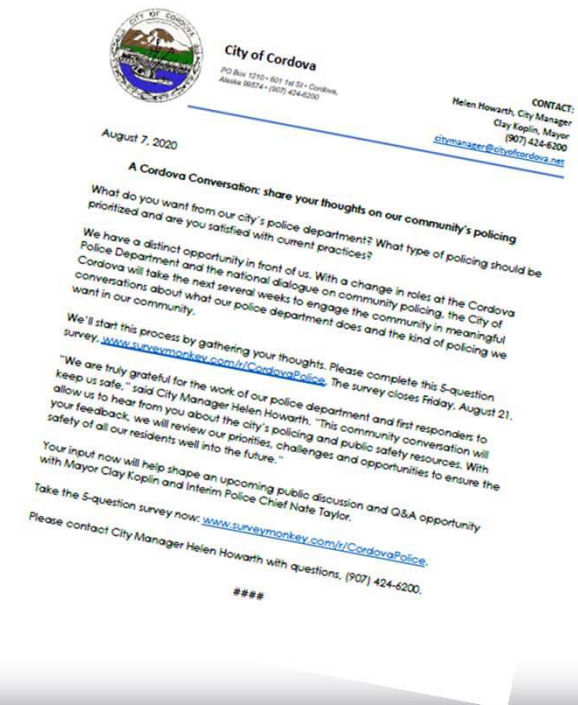 CITY OF CORDOVA
City of Cordova
PO Box 1210 • 601 1st St • Cordova,
Alaska 99574 • (907) 424-6200
CONTACT:
Helen Howarth, City Manager
Clay Koplin, Mayor
(907) 424-6200
citymanager@cityofcordova.net
August 7, 2020
A Cordova Conversation: share your thoughts on our community's policing
What do you want from our city's police department? What type of policing should be
prioritized and are you satisfied with current practices?
We have a distinct opportunity in front of us. With a change in roles at the Cordova
Police Department and the national dialogue on community policing, the City of
Cordova will take the next several weeks to engage the community in meaningful
conversations about what our police department does and the kind of policing we
want in our community.
We'll start this process by gathering your thoughts. Please complete this 5-question
survey, www.surveymonkey.com/r/CordovaPolice. The survey closes Friday, August 21.
"We are truly grateful for the work of our police department and first responders to
keep us safe," said City Manager Helen Howarth. "This community conversation will
allow us to hear from you about the city's policing and public safety resources. With
your feedback, we will review our priorities, challenges and opportunities to ensure the
safety of all our residents well into the future."
Your input now will help shape an upcoming public discussion and Q&A opportunity
with Mayor Clay Koplin and Interim Police Chief Nate Taylor.
Take the 5-question survey now: www.surveymonkey.com/r/CordovaPolice.
Please contact City Manager Helen Howarth with questions, (907) 424-6200.
####